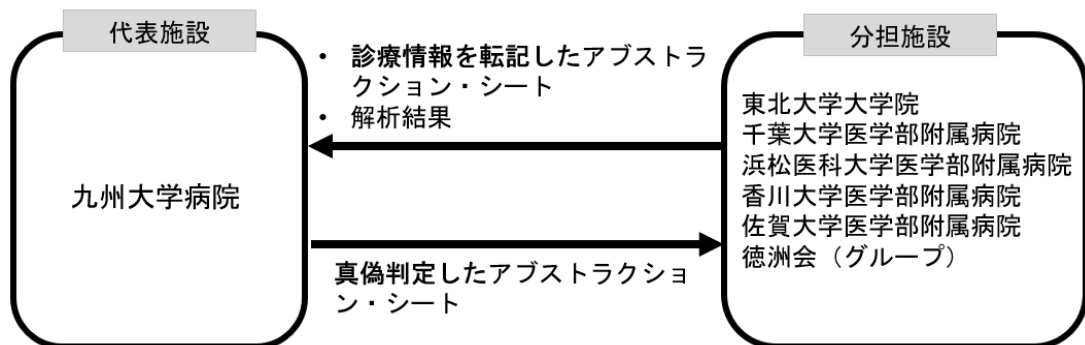 代表施設
九州大学病院
• 診療情報を転記したアブストラ
クション・シート
• 解析結果
真偽判定したアブストラクショ
ン・シート
分担施設
東北大学大学院
千葉大学医学部附属病院
浜松医科大学医学部附属病院
香川大学医学部附属病院
佐賀大学医学部附属病院
徳洲会（グループ）